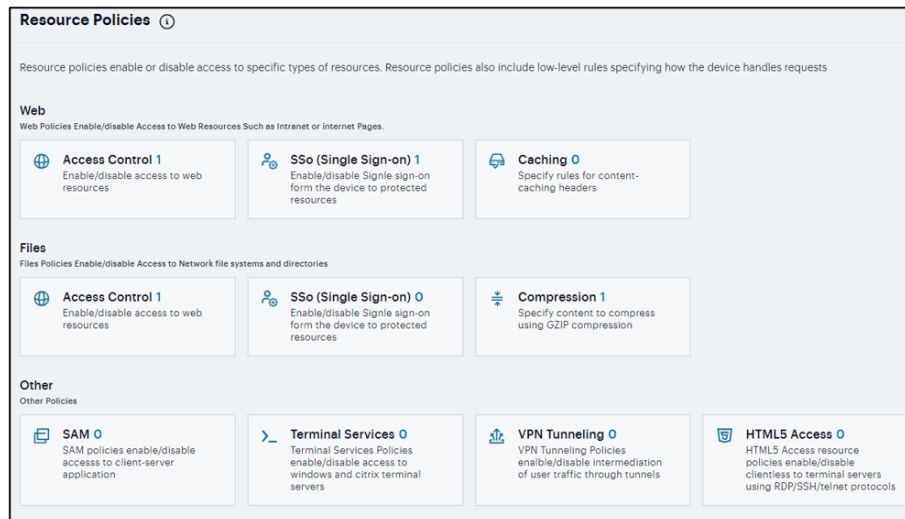 Resource Policies
Resource policies enable or disable access to specific types of resources. Resource policies also include low-level rules specifying how the device handles requests
Web
Web Policies Enable/disable Access to Web Resources Such as Intranet or internet Pages.
Access Control 1
Enable/disable access to web
resources
SSo (Single Sign-on) 1
Enable/disable Signle sign-on
form the device to protected
resources
Caching 0
Specify rules for content-
caching headers
Files
Files Policies Enable/disable Access to Network file systems and directories
Access Control 1
Enable/disable access to web
resources
SSo (Single Sign-on) 0
Enable/disable Signle sign-on
form the device to protected
resources
Compression 1
Specify content to compress
using GZIP compression
Other
Other Policies
SAM 0
SAM policies enable/disable
accesss to client-server
application
Terminal Services 0
Terminal Services Policies
enable/disable access to
windows and citrix terminal
servers
VPN Tunneling 0
VPN Tunneling Policies
enalble/disable intermediation
of user traffic through tunnels
HTML5 Access 0
HTML5 Access resource
policies enable/disable
clientless to terminal servers
using RDP/SSH/telnet protocols